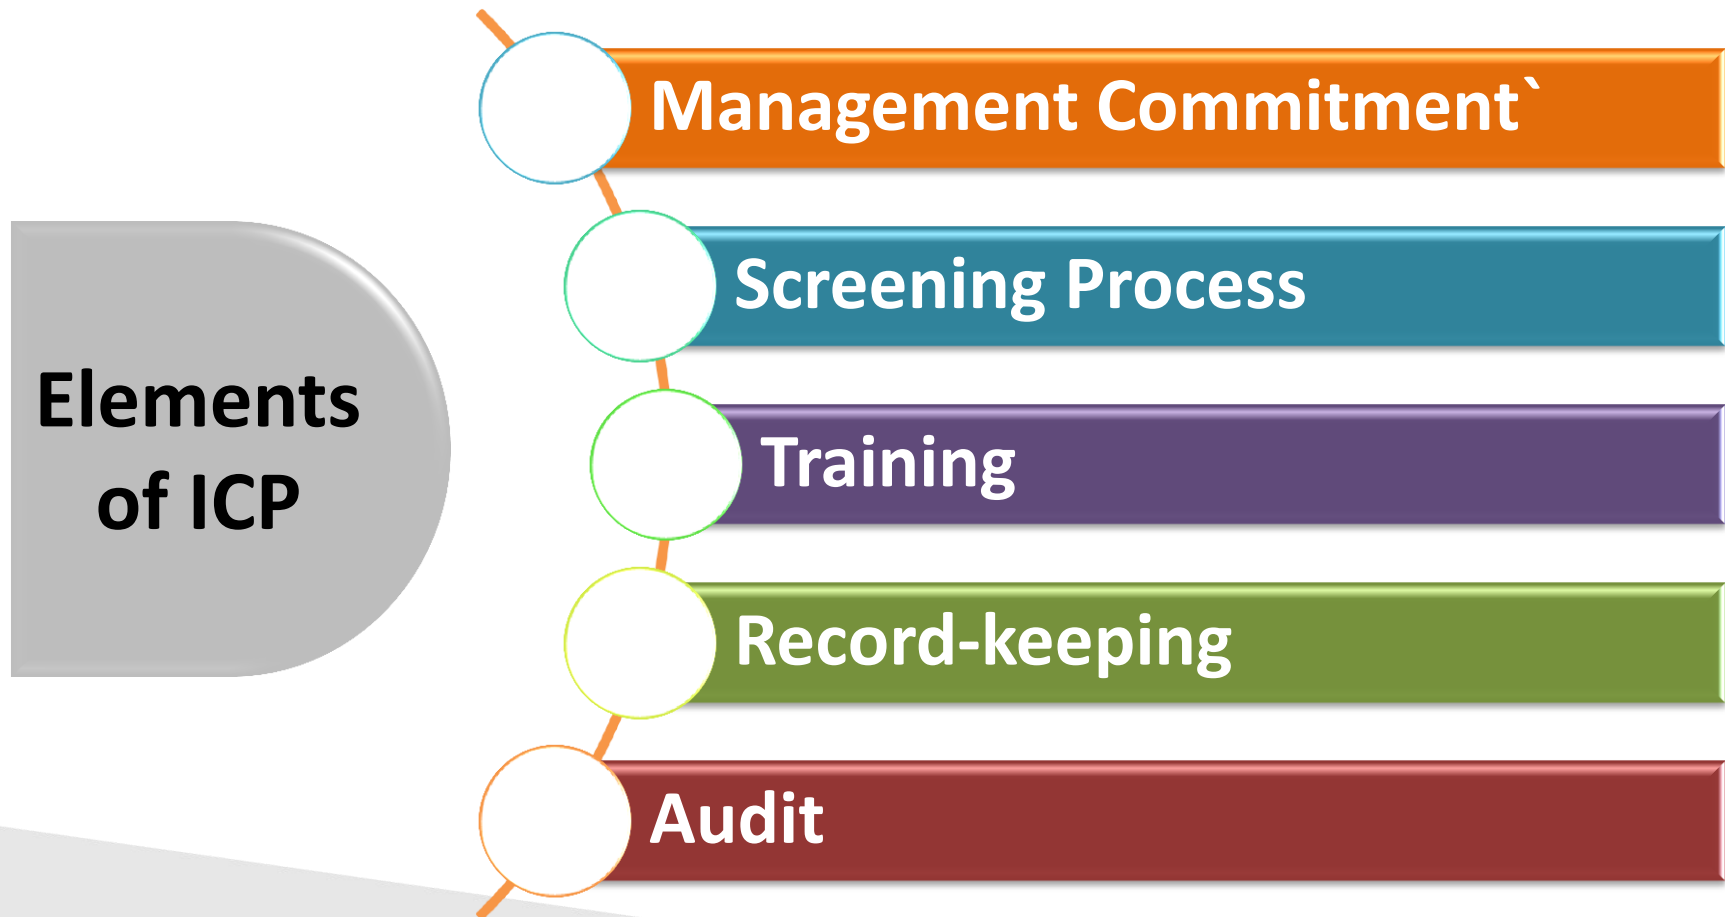 Elements
of ICP
Management Commitment`
Screening Process
Training
Record-keeping
Audit